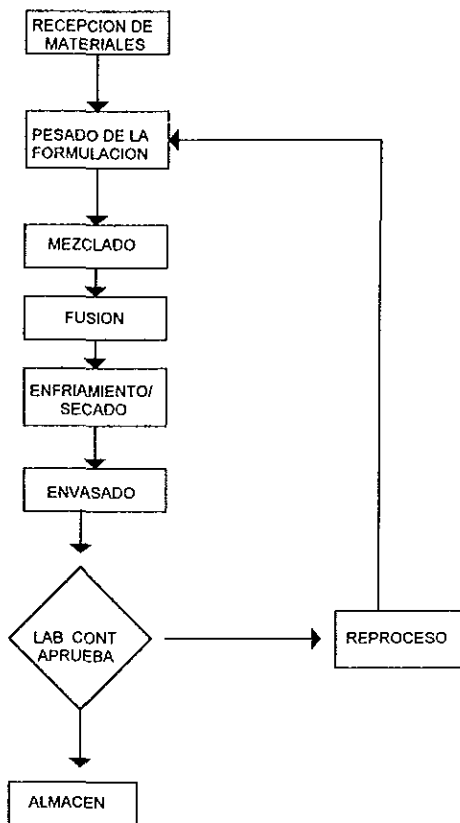 RECEPCION DE
MATERIALES
PESADO DE LA
FORMULACION
MEZCLADO
FUSION
ENFRIAMIENTO/
SECADO
ENVASADO
LAB CONT
APRUEBA
REPROCESO
ALMACEN